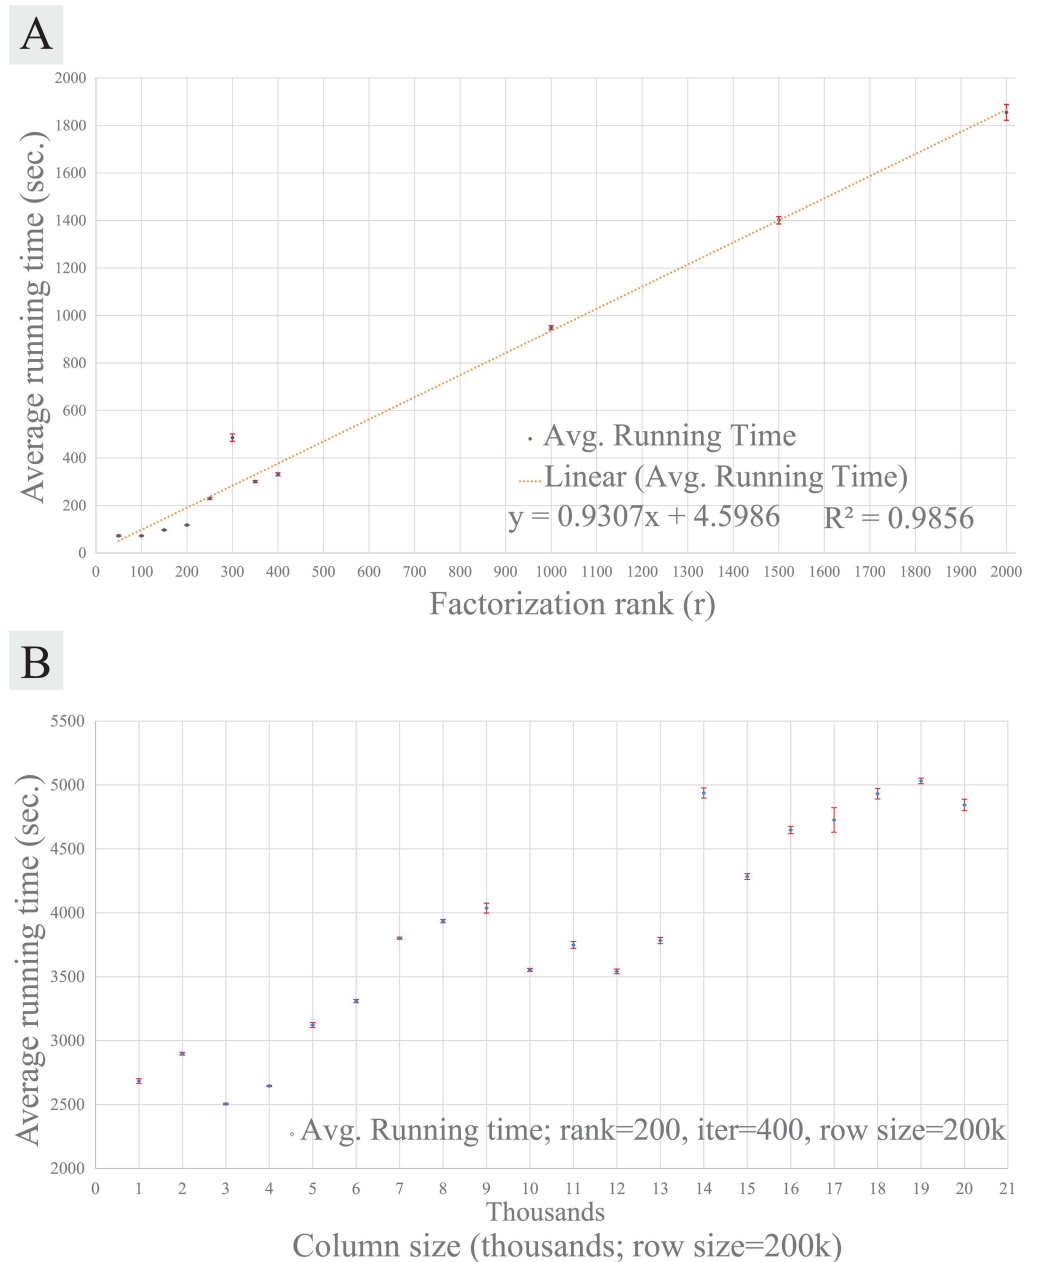 A
Average running time (sec.)
2000
1800
1600
1400
1200
1000
800
600
400
200
0
· Avg. Running Time
Linear (Avg. Running Time)
y = 0.9307x + 4.5986 R² = 0.9856
0 100 200 300 400 500 600 700 800 900 1000 1100 1200 1300 1400 1500 1600 1700 1800 1900 2000
Factorization rank (r)
B
Average running time (sec.)
5500
5000
4500
4000
3500
3000
2500
2000
Avg. Running time; rank=200, iter=400, row size=200k
0 1 2 3 4 5 6 7 8 9 10 11 12 13 14 15 16 17 18 19 20 21
Thousands
Column size (thousands; row size=200k)